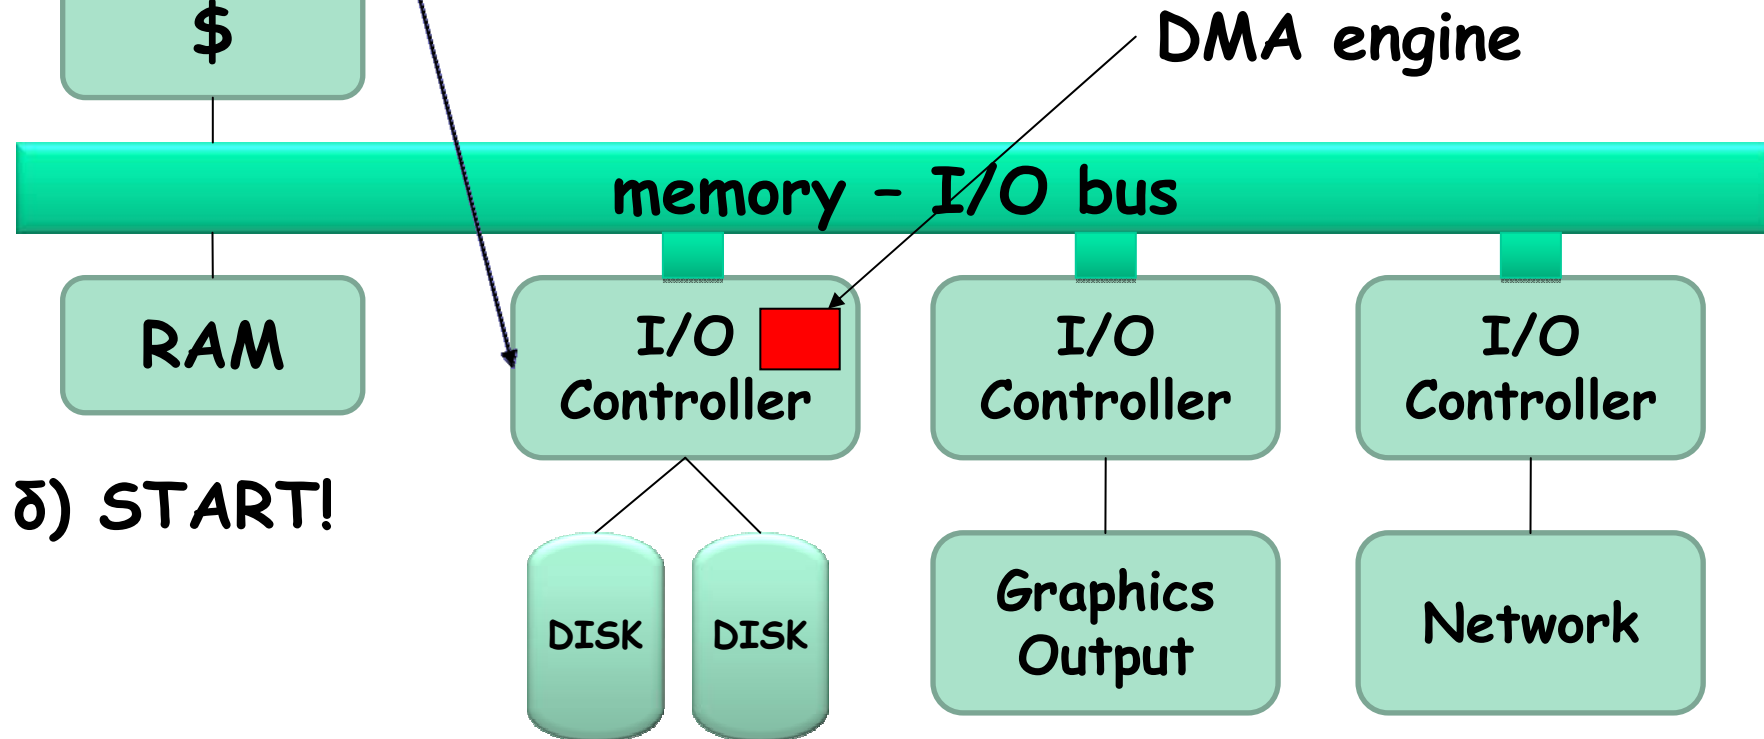 $
DMA engine
memory – I/O bus
RAM
I/O
Controller
I/O
Controller
I/O
Controller
δ) START!
DISK
DISK
Graphics
Output
Network